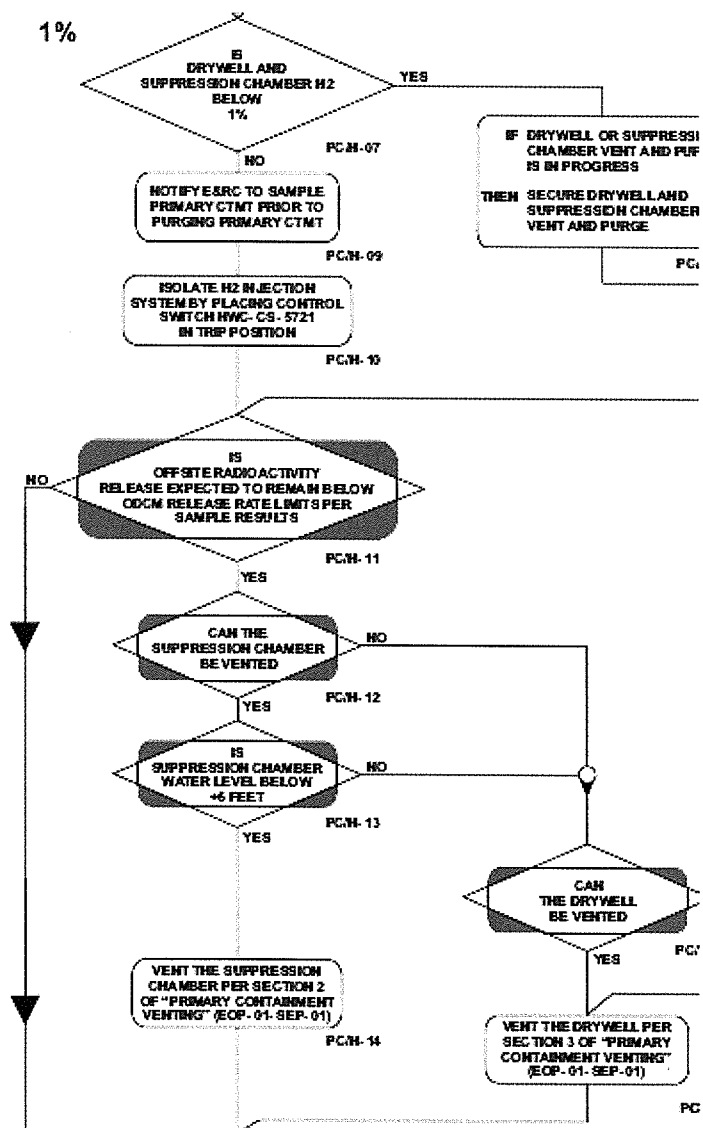 1%
IS
DRYWELL AND
SUPPRESSION CHAMBER H2
BELOW
1%
YES
PC/H-07
NO
IF DRYWELL OR SUPPRESSI
CHAMBER VENT AND PUR
IS IN PROGRESS
THEN SECURE DRYWELL AND
SUPPRESSION CHAMBER
VENT AND PURGE
PC/
NOTIFY E&RC TO SAMPLE
PRIMARY CTMT PRIOR TO
PURGING PRIMARY CTMT
PC/H-09
ISOLATE H2 INJECTION
SYSTEM BY PLACING CONTROL
SWITCH HWC-CS-5721
IN TRIP POSITION
PC/H-10
IS
OFFSITE RADIOACTIVITY
RELEASE EXPECTED TO REMAIN BELOW
ODCM RELEASE RATE LIMITS PER
SAMPLE RESULTS
NO
PC/H-11
YES
CAN THE
SUPPRESSION CHAMBER
BE VENTED
NO
PC/H-12
YES
IS
SUPPRESSION CHAMBER
WATER LEVEL BELOW
+6 FEET
NO
PC/H-13
YES
CAN
THE DRYWELL
BE VENTED
PC/
YES
VENT THE SUPPRESSION
CHAMBER PER SECTION 2
OF "PRIMARY CONTAINMENT
VENTING" (EOP-01-SEP-01)
PC/H-14
VENT THE DRYWELL PER
SECTION 3 OF "PRIMARY
CONTAINMENT VENTING"
(EOP-01-SEP-01)
PC